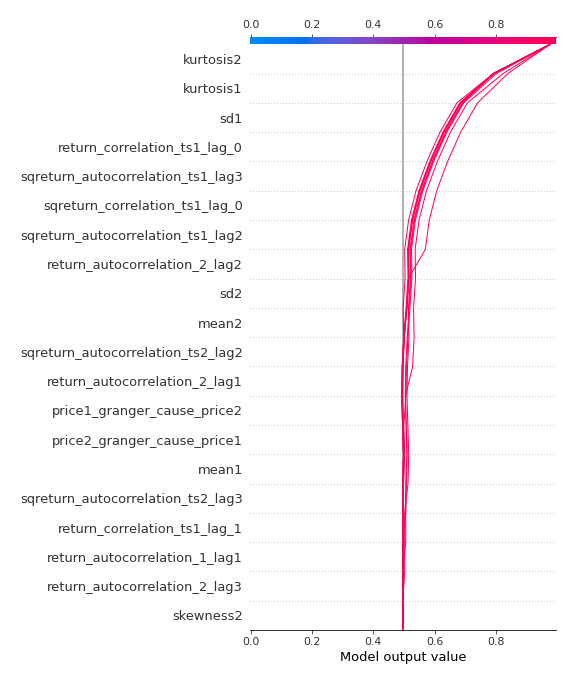 0.0 0.2 0.4 0.6 0.8
kurtosis2
kurtosis1
sd1
return_correlation_ts1_lag_0
sqreturn_autocorrelation_ts1_lag3
sqreturn_correlation_ts1_lag_0
sqreturn_autocorrelation_ts1_lag2
return_autocorrelation_2_lag2
sd2
mean2
sqreturn_autocorrelation_ts2_lag2
return_autocorrelation_2_lag1
price1_granger_cause_price2
price2_granger_cause_price1
mean1
sqreturn_autocorrelation_ts2_lag3
return_correlation_ts1_lag_1
return_autocorrelation_1_lag1
return_autocorrelation_2_lag3
skewness2
0.0 0.2 0.4 0.6 0.8
Model output value